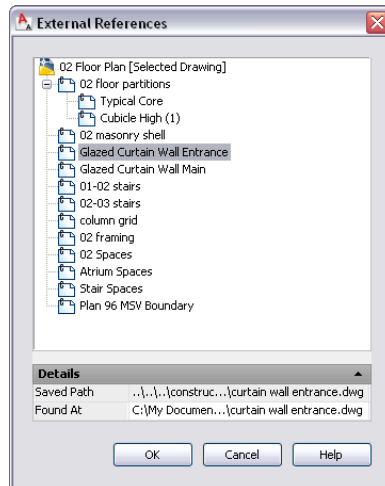 External References
02 Floor Plan [Selected Drawing]
02 floor partitions
Typical Core
Cubicle High (1)
02 masonry shell
Glazed Curtain Wall Entrance
Glazed Curtain Wall Main
01-02 stairs
02-03 stairs
column grid
02 framing
02 Spaces
Atrium Spaces
Stair Spaces
Plan 96 MSV Boundary
Details
Saved Path ..\..\..\construc...\curtain wall entrance.dwg
Found At C:\My Documen...\curtain wall entrance.dwg
OK Cancel Help